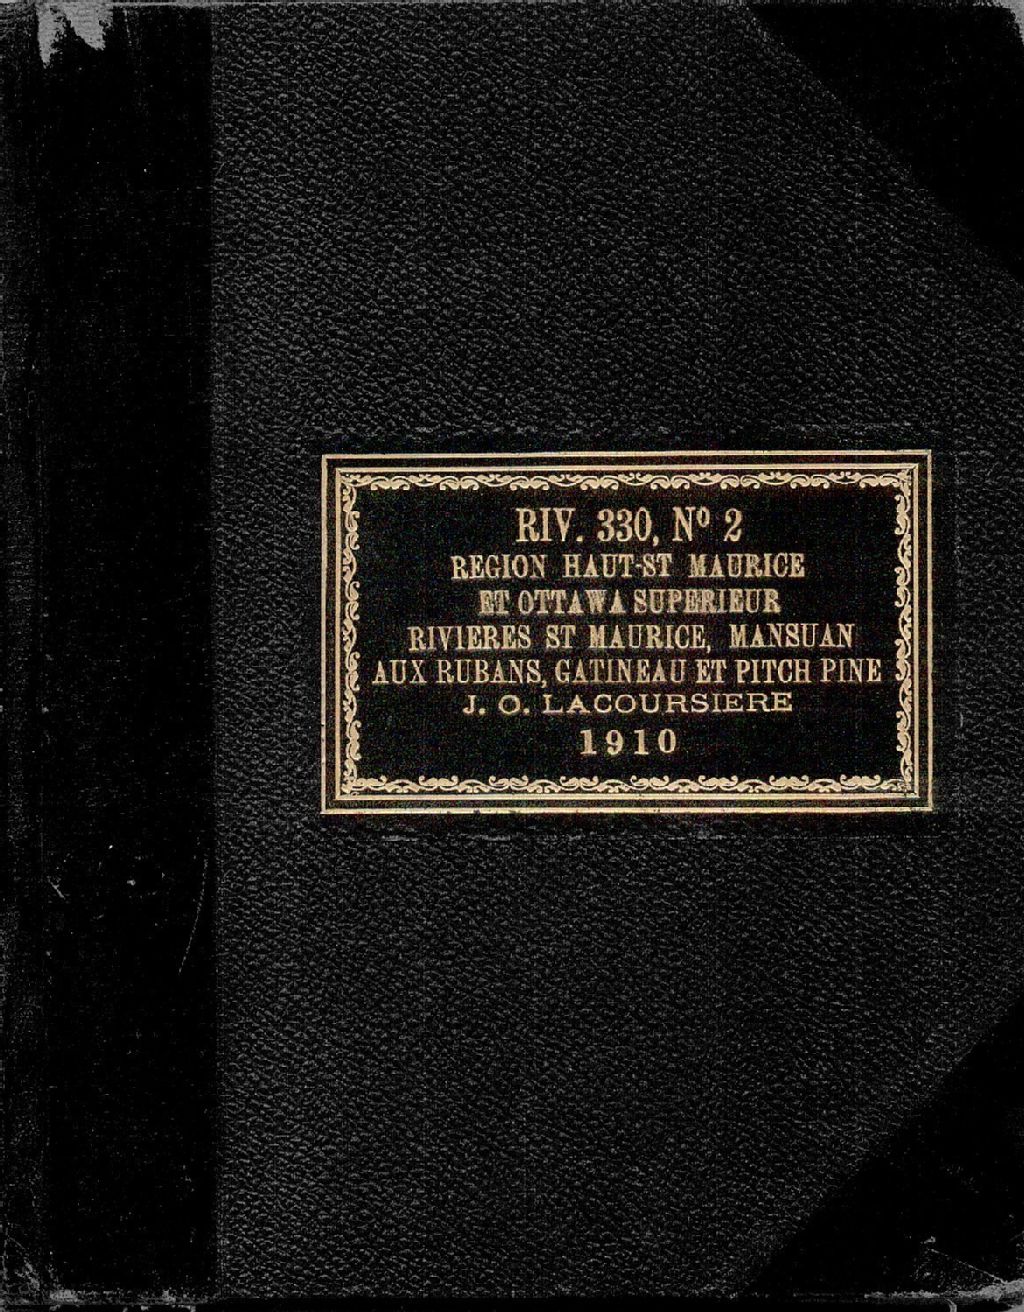 RIV. 330, Nº 2
REGION HAUT-ST MAURICE
ET OTTAWA SUPERIEUR
RIVIERES ST MAURICE, MANSUAN
AUX RUBANS, GATINEAU ET PITCH PINE
J. O. LACOURSIERE
1910